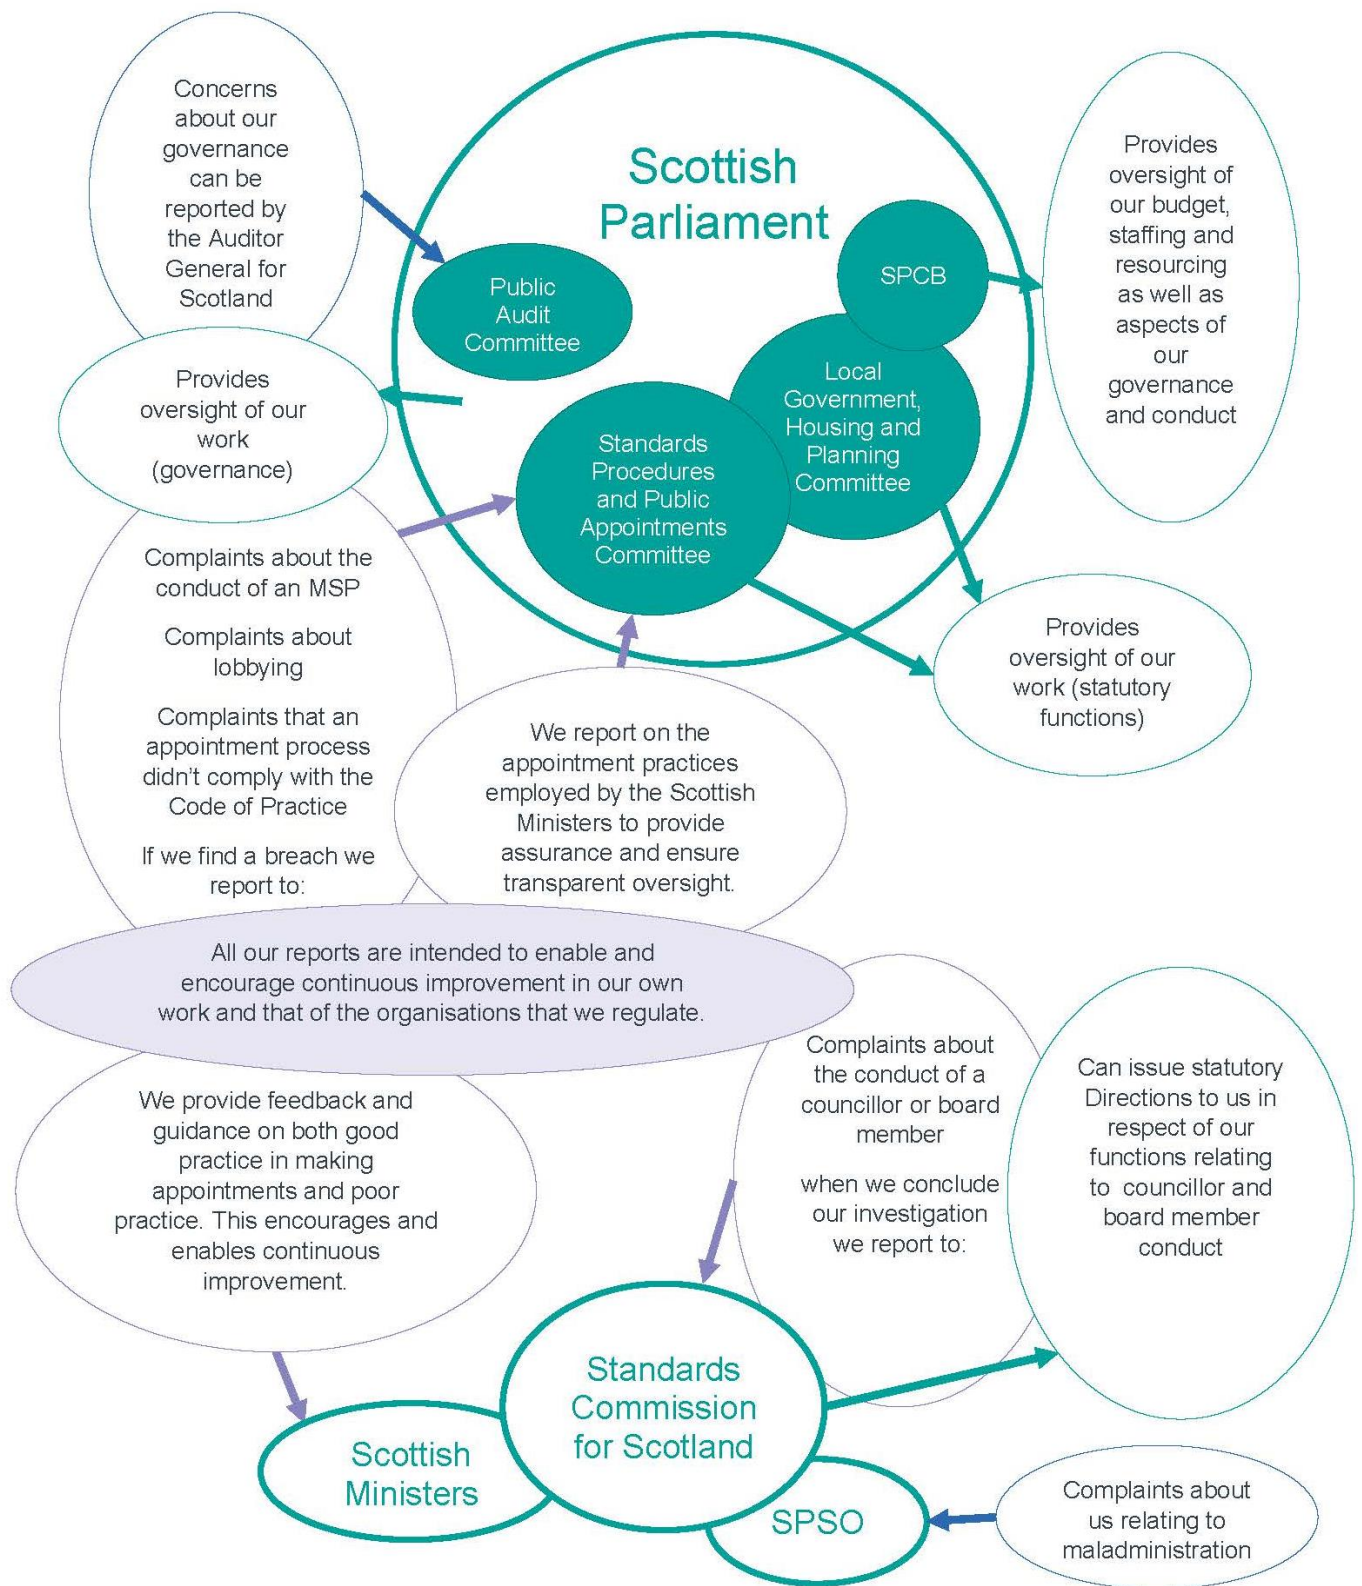 Concerns
about our
governance
can be
reported by
the Auditor
General for
Scotland
Scottish
Parliament
Provides
oversight of
our budget,
staffing and
resourcing
as well as
aspects of
our
governance
and conduct
SPCB
Public
Audit
Committee
Provides
oversight of our
work
(governance)
Local
Government,
Housing and
Planning
Committee
Standards
Procedures
and Public
Appointments
Committee
Complaints about the
conduct of an MSP
Complaints about
lobbying
Complaints that an
appointment process
didn’t comply with the
Code of Practice
If we find a breach we
report to:
Provides
oversight of our
work (statutory
functions)
We report on the
appointment practices
employed by the Scottish
Ministers to provide
assurance and ensure
transparent oversight.
All our reports are intended to enable and
encourage continuous improvement in our own
work and that of the organisations that we regulate.
Complaints about
the conduct of a
councillor or board
member
when we conclude
our investigation
we report to:
Can issue statutory
Directions to us in
respect of our
functions relating
to councillor and
board member
conduct
We provide feedback and
guidance on both good
practice in making
appointments and poor
practice. This encourages and
enables continuous
improvement.
Standards
Commission
for Scotland
Scottish
Ministers
SPSO
Complaints about
us relating to
maladministration